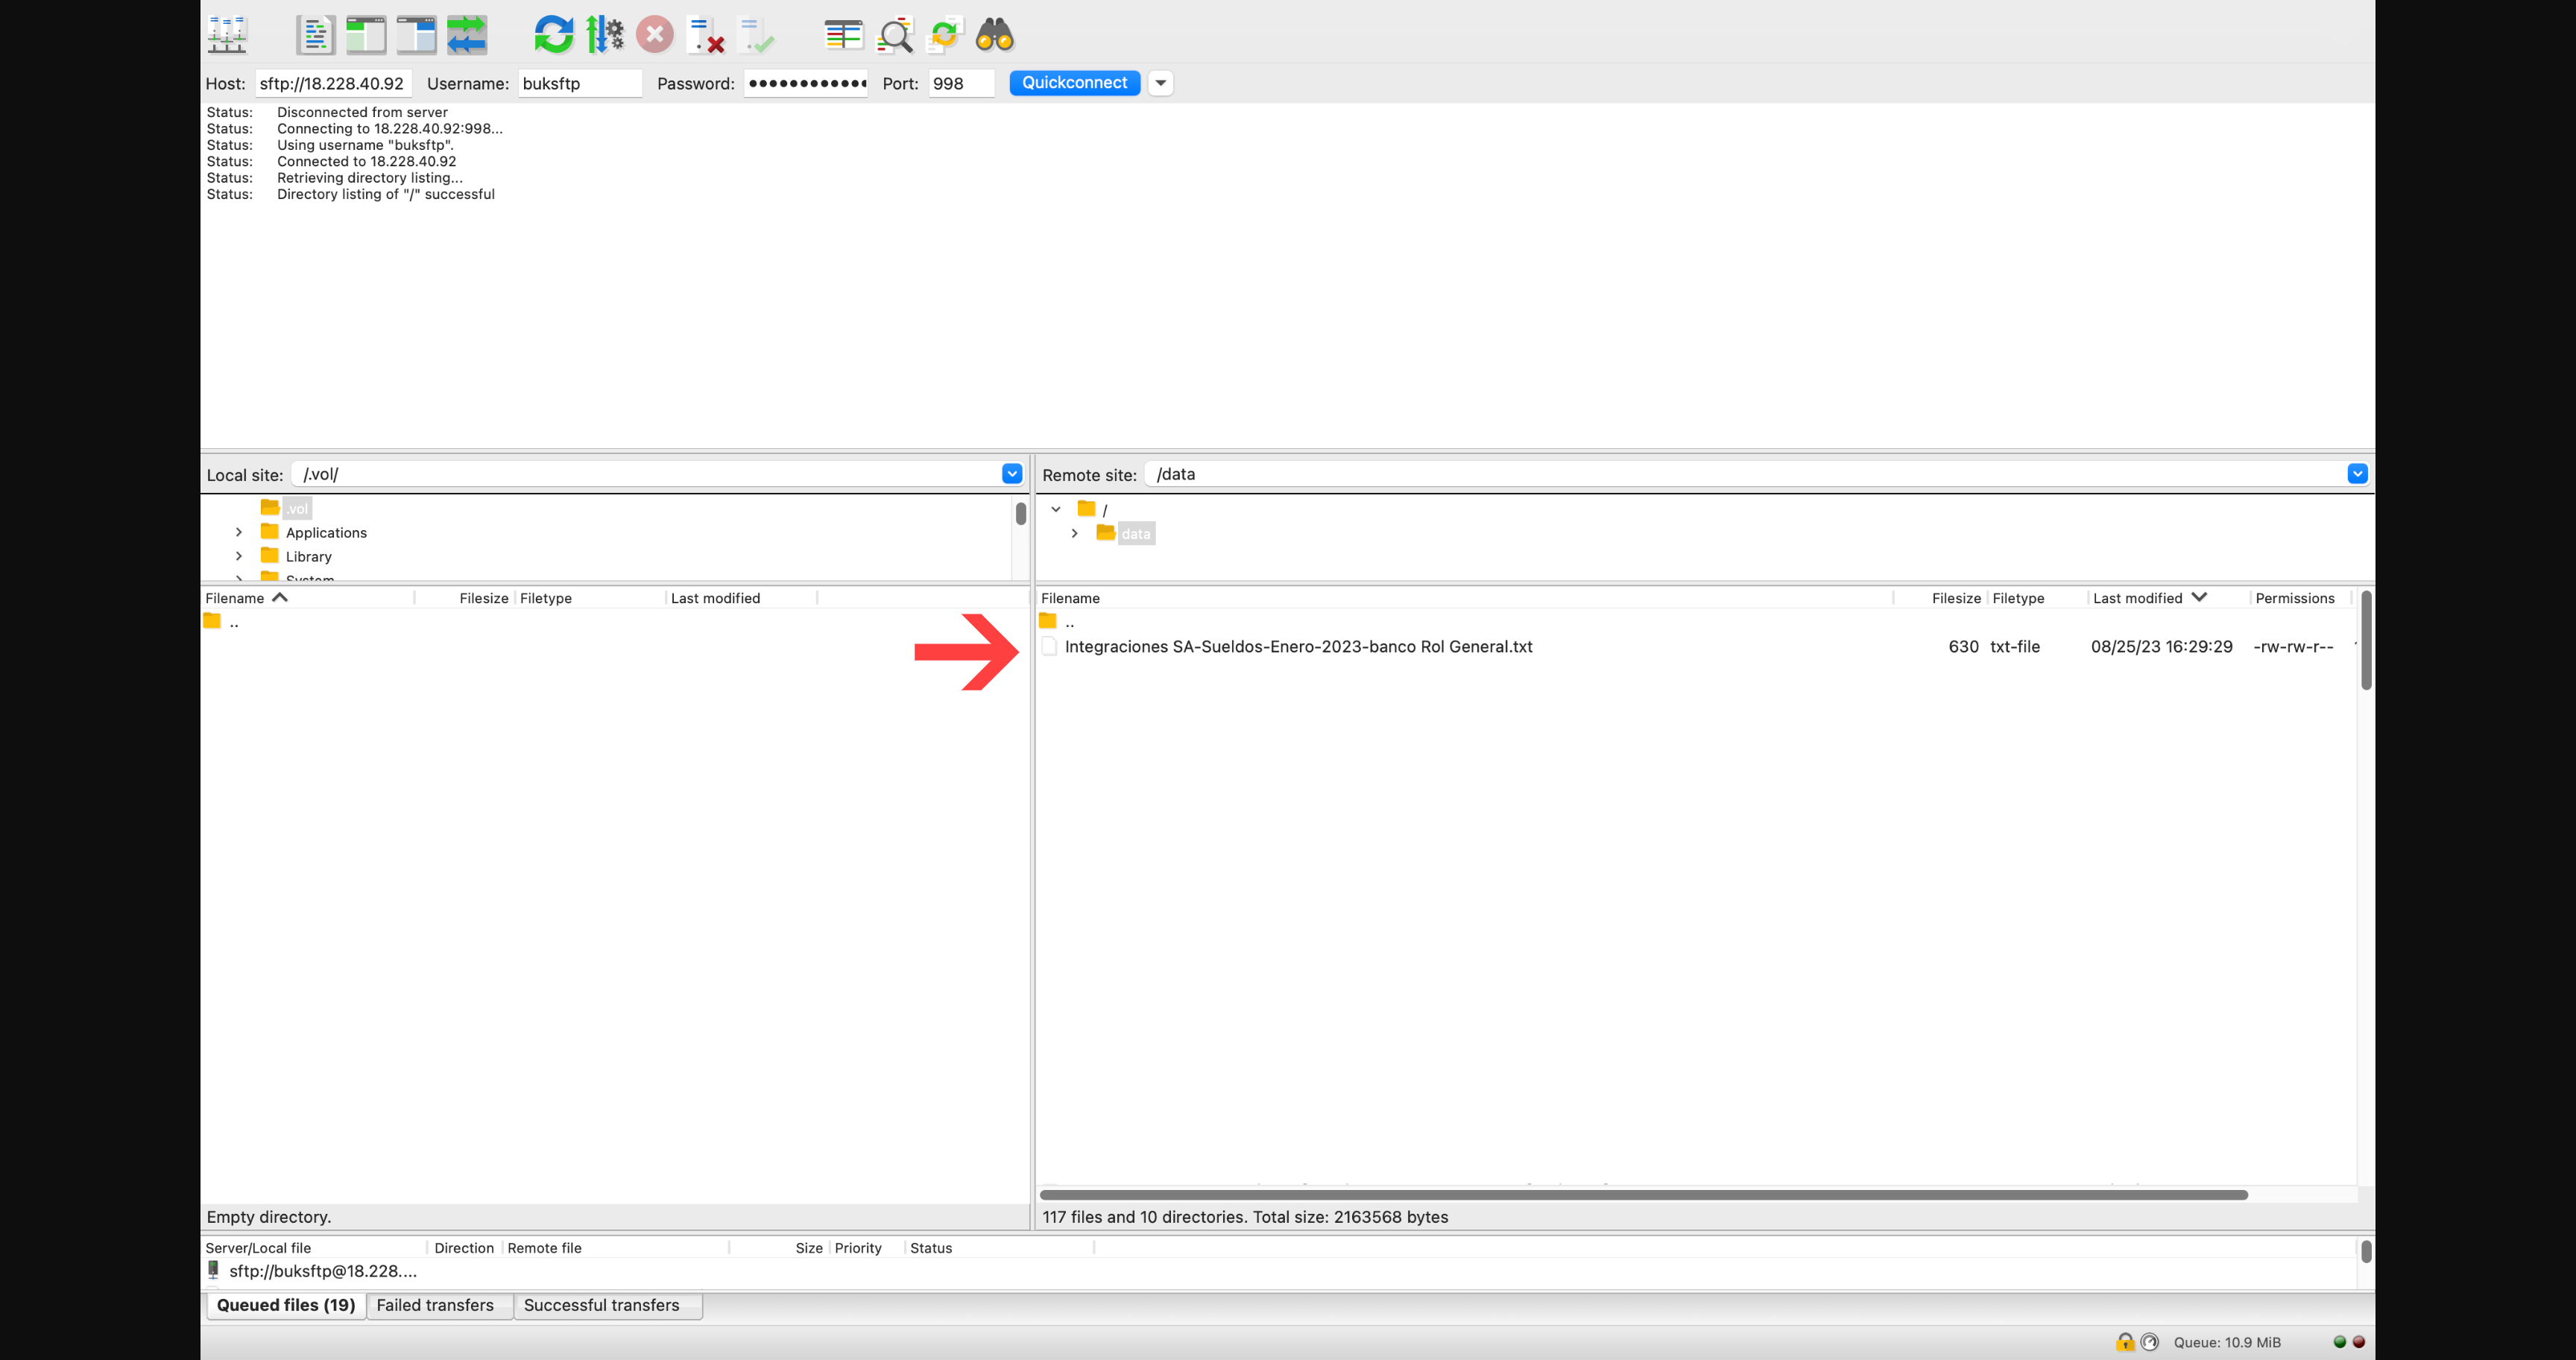 Host: sftp://18.228.40.92 Username: buksftp Password: •••••••••••• Port: 998 Quickconnect
Status: Disconnected from server
Status: Connecting to 18.228.40.92:998...
Status: Using username "buksftp".
Status: Connected to 18.228.40.92
Status: Retrieving directory listing...
Status: Directory listing of "/" successful
Local site: /.vol/
.vol
Applications
Library
System
Filename Filesize Filetype Last modified
..
Empty directory.
Remote site: /data
/
data
Filename Filesize Filetype Last modified Permissions
..
Integraciones SA-Sueldos-Enero-2023-banco Rol General.txt 630 txt-file 08/25/23 16:29:29 -rw-rw-r--
117 files and 10 directories. Total size: 2163568 bytes
Server/Local file Direction Remote file Size Priority Status
sftp://buksftp@18.228....
Queued files (19) Failed transfers Successful transfers
Queue: 10.9 MiB